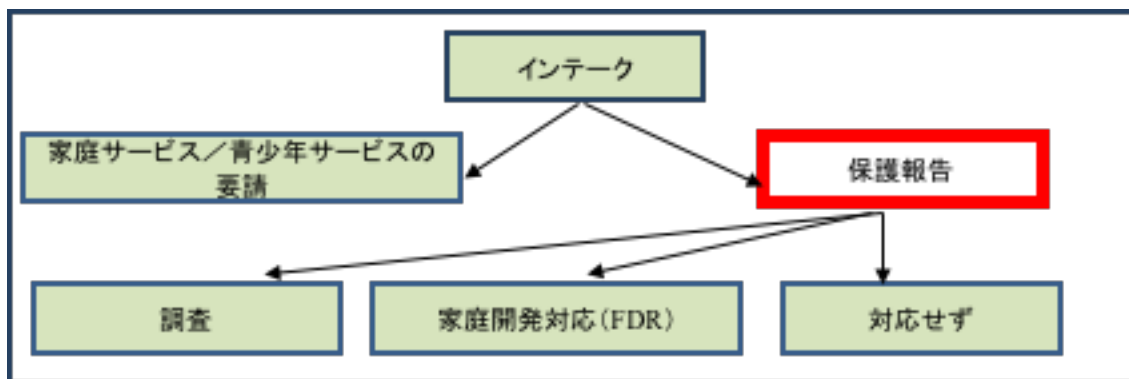 インテーク
家庭サービス／青少年サービスの
要請
保護報告
調査
家庭開発対応(FDR)
対応せず